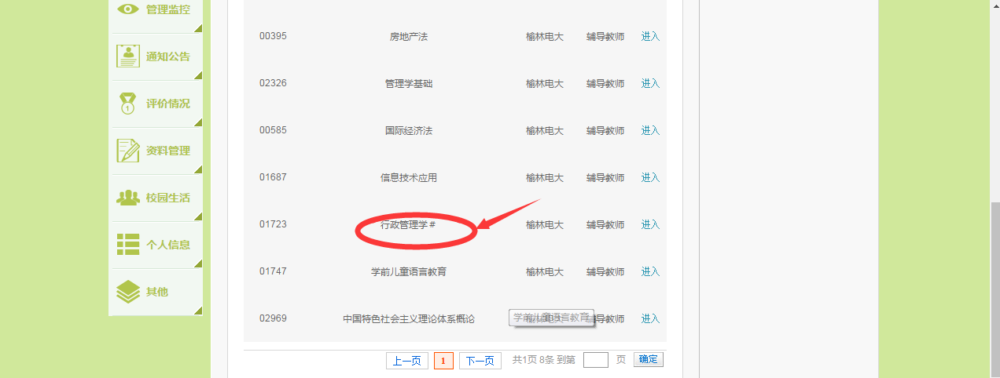 管理监控
通知公告
1
评价情况
资料管理
校园生活
个人信息
其他
00395 房地产法 榆林电大 辅导教师 进入
02326 管理学基础 榆林电大 辅导教师 进入
00585 国际经济法 榆林电大 辅导教师 进入
01687 信息技术应用 榆林电大 辅导教师 进入
01723 行政管理学# 榆林电大 辅导教师 进入
01747 学前儿童语言教育 榆林电大 辅导教师 进入
02969 中国特色社会主义理论体系概论 榆林电大 辅导教师 进入
学前儿童语言教育
上一页 1 下一页 共1页 8条 到第 页 确定